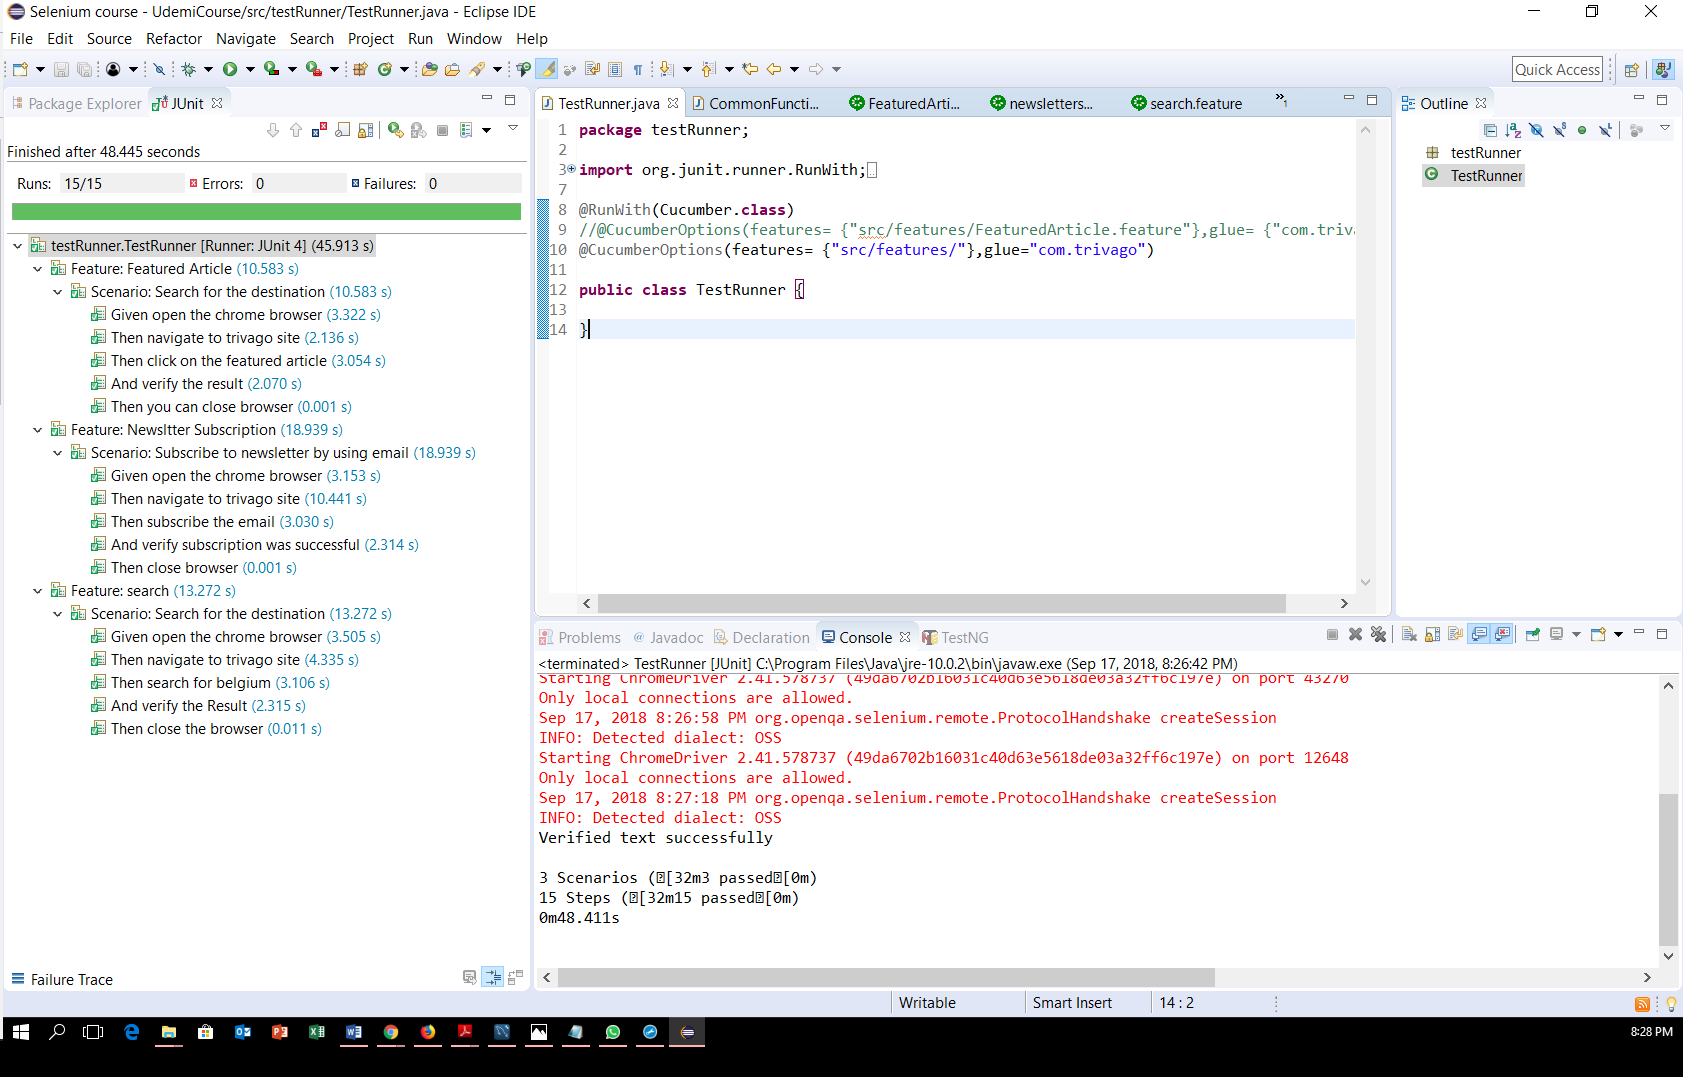 Selenium course - UdemiCourse/src/testRunner/TestRunner.java - Eclipse IDE
File Edit Source Refactor Navigate Search Project Run Window Help
Quick Access
Package Explorer JUnit
Finished after 48.445 seconds
Runs: 15/15 Errors: 0 Failures: 0
testRunner.TestRunner [Runner: JUnit 4] (45.913 s)
Feature: Featured Article (10.583 s)
Scenario: Search for the destination (10.583 s)
Given open the chrome browser (3.322 s)
Then navigate to trivago site (2.136 s)
Then click on the featured article (3.054 s)
And verify the result (2.070 s)
Then you can close browser (0.001 s)
Feature: Newsltter Subscription (18.939 s)
Scenario: Subscribe to newsletter by using email (18.939 s)
Given open the chrome browser (3.153 s)
Then navigate to trivago site (10.441 s)
Then subscribe the email (3.030 s)
And verify subscription was successful (2.314 s)
Then close browser (0.001 s)
Feature: search (13.272 s)
Scenario: Search for the destination (13.272 s)
Given open the chrome browser (3.505 s)
Then navigate to trivago site (4.335 s)
Then search for belgium (3.106 s)
And verify the Result (2.315 s)
Then close the browser (0.011 s)
Failure Trace
TestRunner.java CommonFuncti... FeaturedArti... newsletters... search.feature »1
1 package testRunner;
2
3 import org.junit.runner.RunWith;
7
8 @RunWith(Cucumber.class)
9 //@CucumberOptions(features= {"src/features/FeaturedArticle.feature"},glue= {"com.triva
10 @CucumberOptions(features= {"src/features/"},glue="com.trivago")
11
12 public class TestRunner {
13
14 }
Outline
testRunner
TestRunner
Problems @ Javadoc Declaration Console TestNG
<terminated> TestRunner [JUnit] C:\Program Files\Java\jre-10.0.2\bin\javaw.exe (Sep 17, 2018, 8:26:42 PM)
Starting ChromeDriver 2.41.578737 (49da6702b16031c40d63e5618de03a32ff6c197e) on port 43270
Only local connections are allowed.
Sep 17, 2018 8:26:58 PM org.openqa.selenium.remote.ProtocolHandshake createSession
INFO: Detected dialect: OSS
Starting ChromeDriver 2.41.578737 (49da6702b16031c40d63e5618de03a32ff6c197e) on port 12648
Only local connections are allowed.
Sep 17, 2018 8:27:18 PM org.openqa.selenium.remote.ProtocolHandshake createSession
INFO: Detected dialect: OSS
Verified text successfully
3 Scenarios ([32m3 passed[0m)
15 Steps ([32m15 passed[0m)
0m48.411s
Writable Smart Insert 14 : 2
8:28 PM